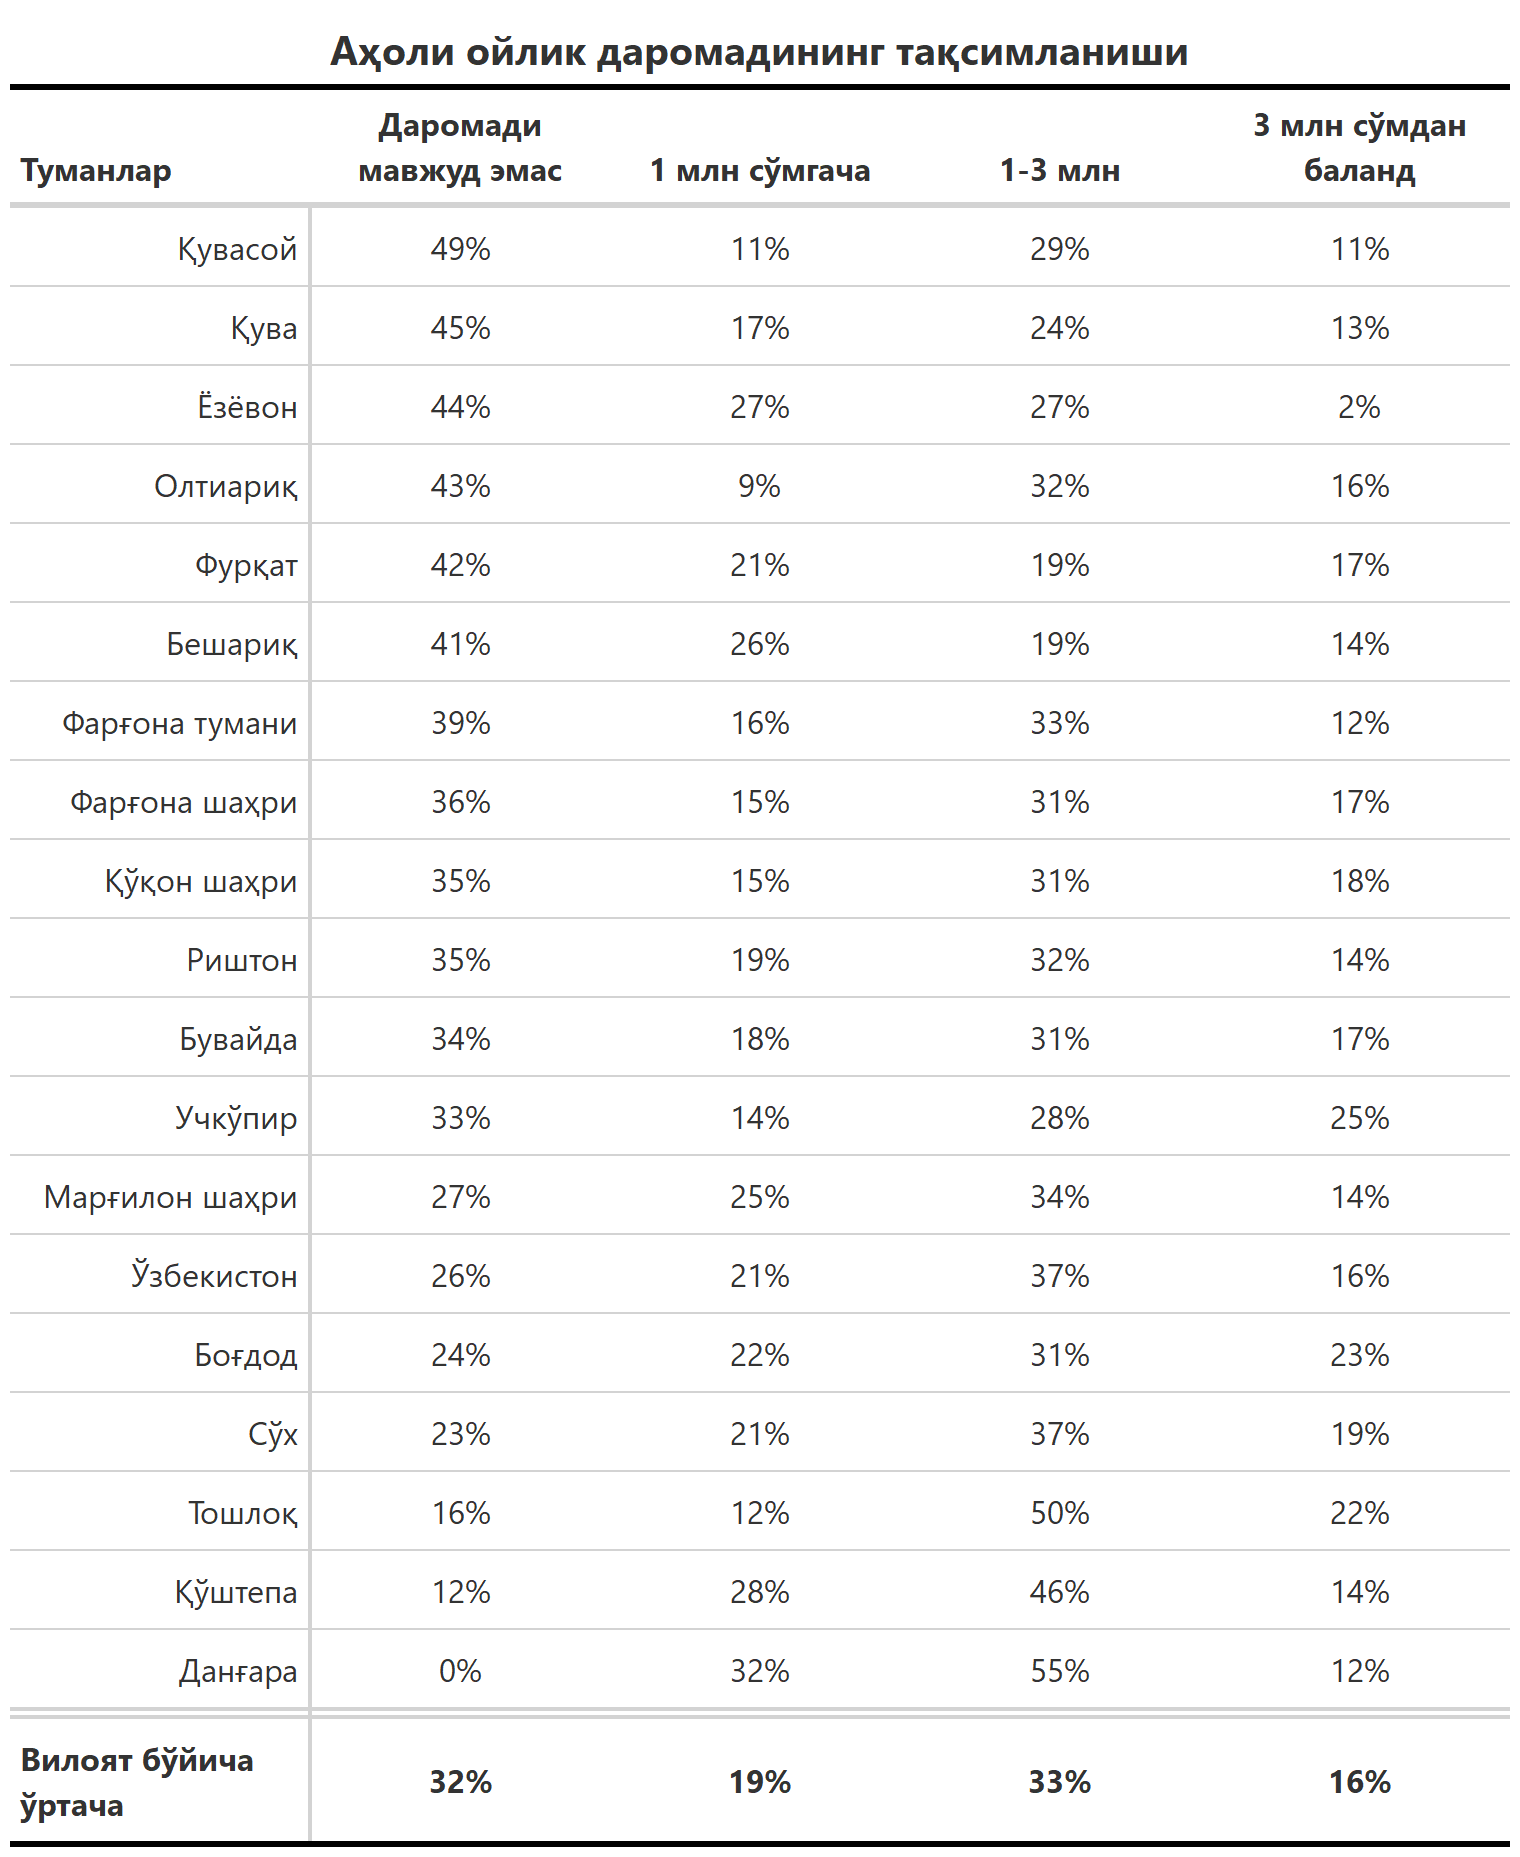 Аҳоли ойлик даромадининг тақсимланиши
Туманлар Даромади мавжуд эмас 1 млн сўмгача 1-3 млн 3 млн сўмдан баланд
Қувасой 49% 11% 29% 11%
Қува 45% 17% 24% 13%
Ёзёвон 44% 27% 27% 2%
Олтиариқ 43% 9% 32% 16%
Фурқат 42% 21% 19% 17%
Бешариқ 41% 26% 19% 14%
Фарғона тумани 39% 16% 33% 12%
Фарғона шаҳри 36% 15% 31% 17%
Қўқон шаҳри 35% 15% 31% 18%
Риштон 35% 19% 32% 14%
Бувайда 34% 18% 31% 17%
Учкўпир 33% 14% 28% 25%
Марғилон шаҳри 27% 25% 34% 14%
Ўзбекистон 26% 21% 37% 16%
Боғдод 24% 22% 31% 23%
Сўх 23% 21% 37% 19%
Тошлоқ 16% 12% 50% 22%
Қўштепа 12% 28% 46% 14%
Данғара 0% 32% 55% 12%
Вилоят бўйича ўртача 32% 19% 33% 16%